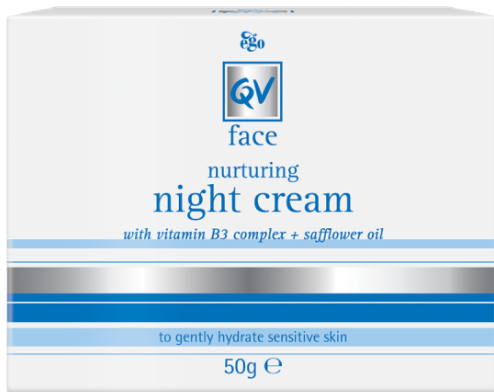 ego
QV
face
nurturing
night cream
with vitamin B3 complex + safflower oil
to gently hydrate sensitive skin
50g ℮